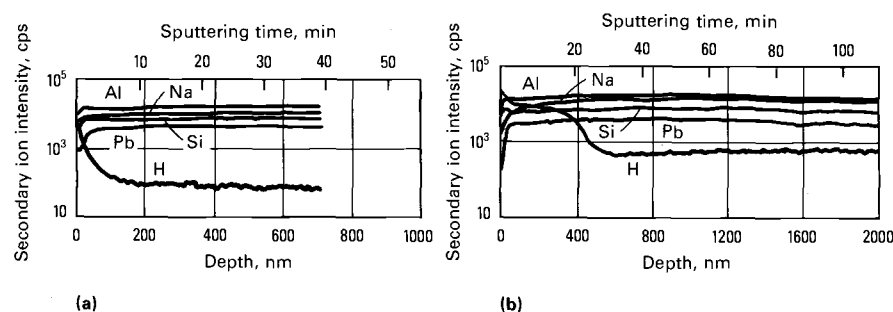 Sputtering time, min
0 10 20 30 40 50
Secondary ion intensity, cps
10^5
10^3
10
Al
Na
Pb
Si
H
0 200 400 600 800 1000
Depth, nm
(a)
Sputtering time, min
0 20 40 60 80 100
Secondary ion intensity, cps
10^5
10^3
10
Al
Na
Si
Pb
H
0 400 800 1200 1600 2000
Depth, nm
(b)